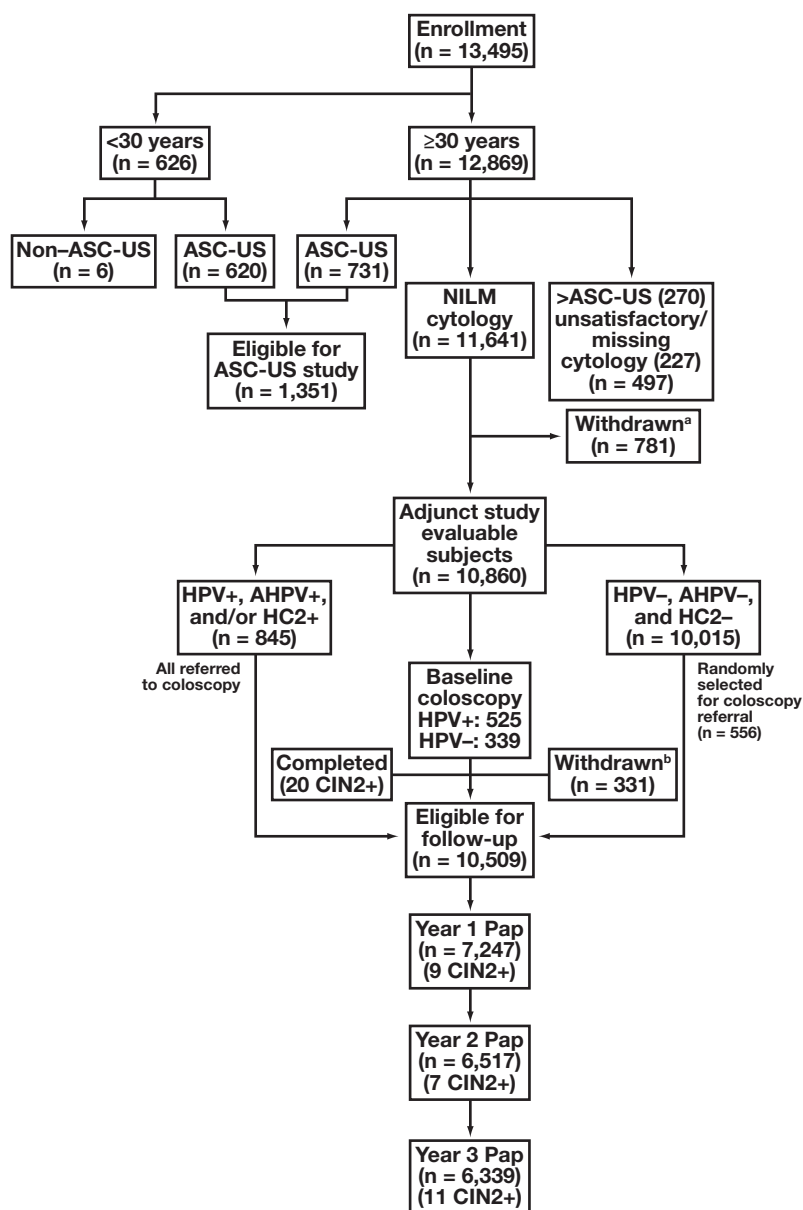 Enrollment
(n = 13,495)
<30 years
(n = 626)
≥30 years
(n = 12,869)
Non–ASC-US
(n = 6)
ASC-US
(n = 620)
ASC-US
(n = 731)
NILM
cytology
(n = 11,641)
>ASC-US (270)
unsatisfactory/
missing
cytology (227)
(n = 497)
Eligible for
ASC-US study
(n = 1,351)
Withdrawnᵃ
(n = 781)
Adjunct study
evaluable
subjects
(n = 10,860)
HPV+, AHPV+,
and/or HC2+
(n = 845)
HPV–, AHPV–,
and HC2–
(n = 10,015)
All referred
to coloscopy
Baseline
coloscopy
HPV+: 525
HPV–: 339
Randomly
selected
for coloscopy
referral
(n = 556)
Completed
(20 CIN2+)
Withdrawnᵇ
(n = 331)
Eligible for
follow-up
(n = 10,509)
Year 1 Pap
(n = 7,247)
(9 CIN2+)
Year 2 Pap
(n = 6,517)
(7 CIN2+)
Year 3 Pap
(n = 6,339)
(11 CIN2+)